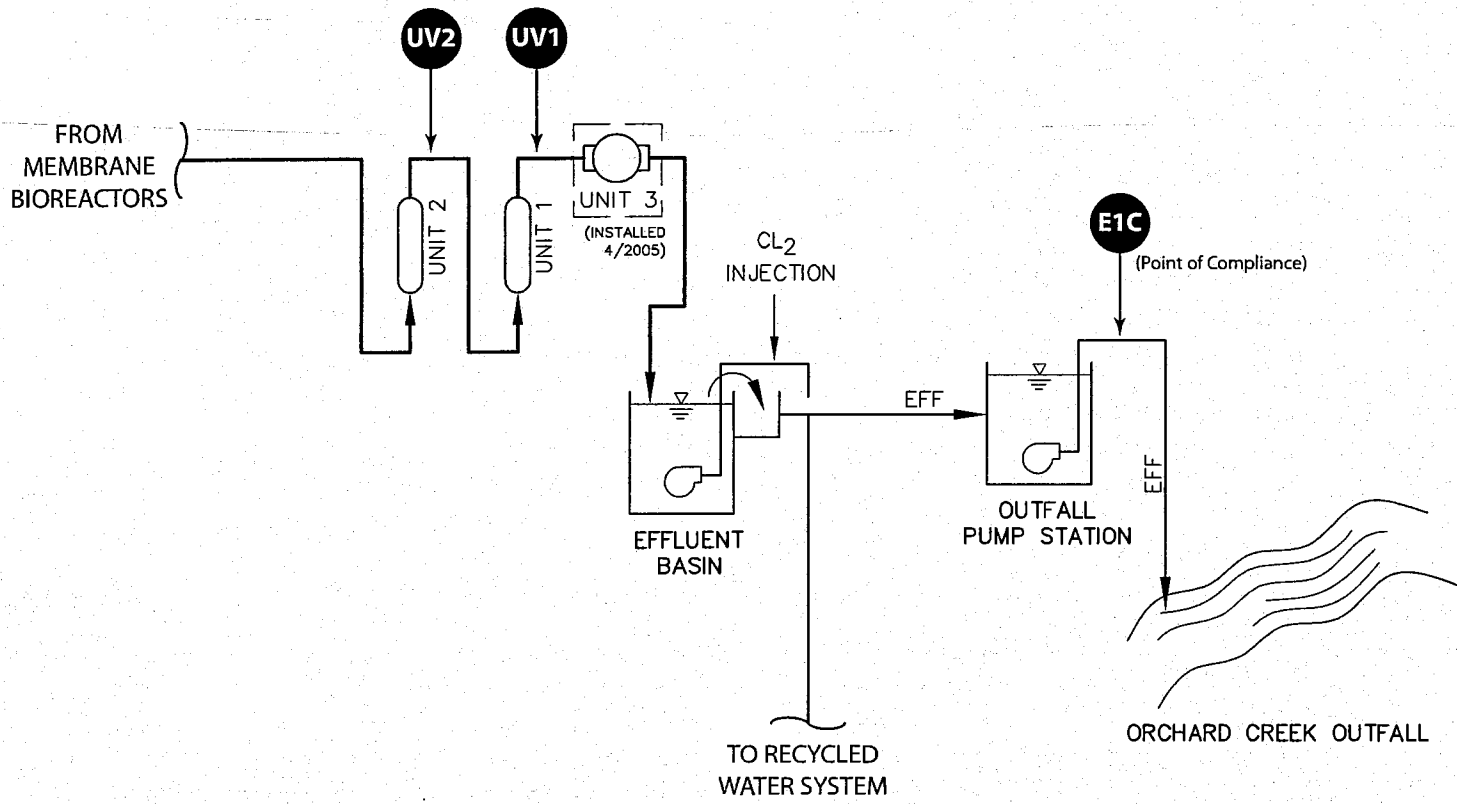 UV2
UV1
FROM
MEMBRANE
BIOREACTORS
UNIT 2
UNIT 1
UNIT 3
(INSTALLED
4/2005)
CL2
INJECTION
E1C
(Point of Compliance)
EFF
EFF
EFFLUENT
BASIN
OUTFALL
PUMP STATION
ORCHARD CREEK OUTFALL
TO RECYCLED
WATER SYSTEM